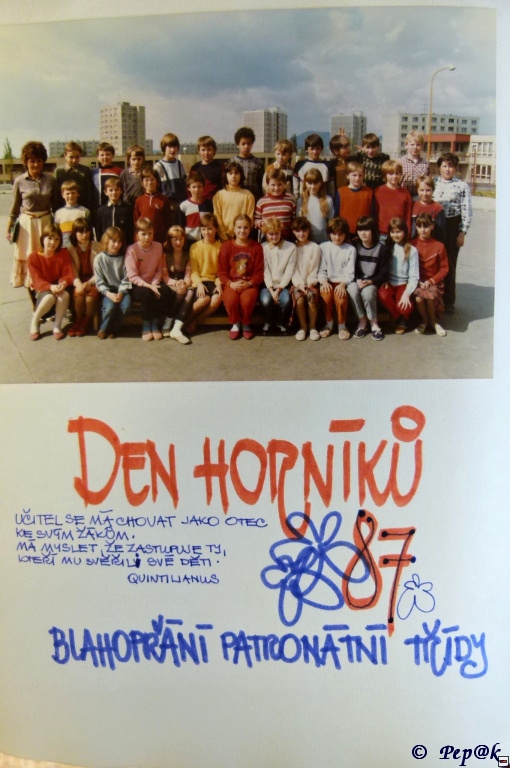 DEN HORNÍKŮ
UČITEL SE MÁ CHOVAT JAKO OTEC
KE SVÝM ŽÁKŮM.
MÁ MYSLET, ŽE ZASTUPUJE TY,
KTEŘÍ MU SVĚŘILI SVÉ DĚTI.
QUINTILIANUS
87
BLAHOPŘÁNÍ PATRONÁTNÍ TŘÍDY
© Pep@k